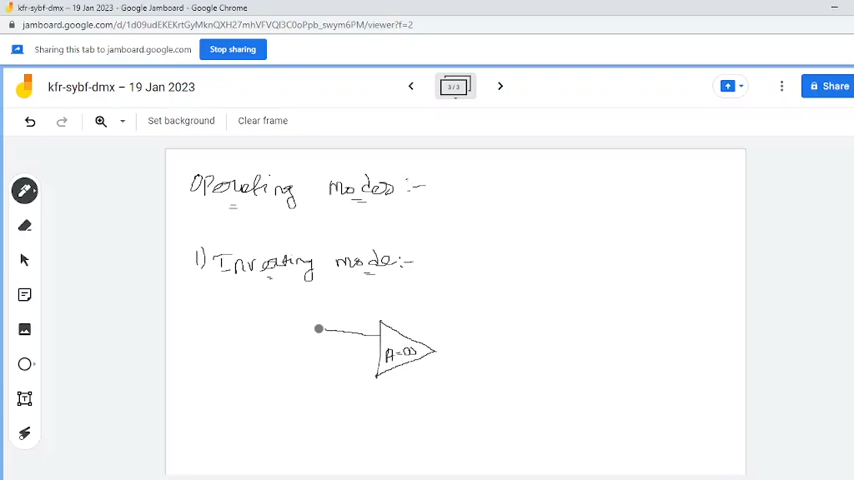 kfr-sybf-dmx – 19 Jan 2023 - Google Jamboard - Google Chrome
jamboard.google.com/d/1d09udEKEKrtGyMknQXH27mhVFVQI3C0oPpb_swym6PM/viewer?f=2
Sharing this tab to jamboard.google.com Stop sharing
kfr-sybf-dmx – 19 Jan 2023 3/3 Share
Set background Clear frame
Operating modes :-
1) Inverting mode :-
A=∞
T